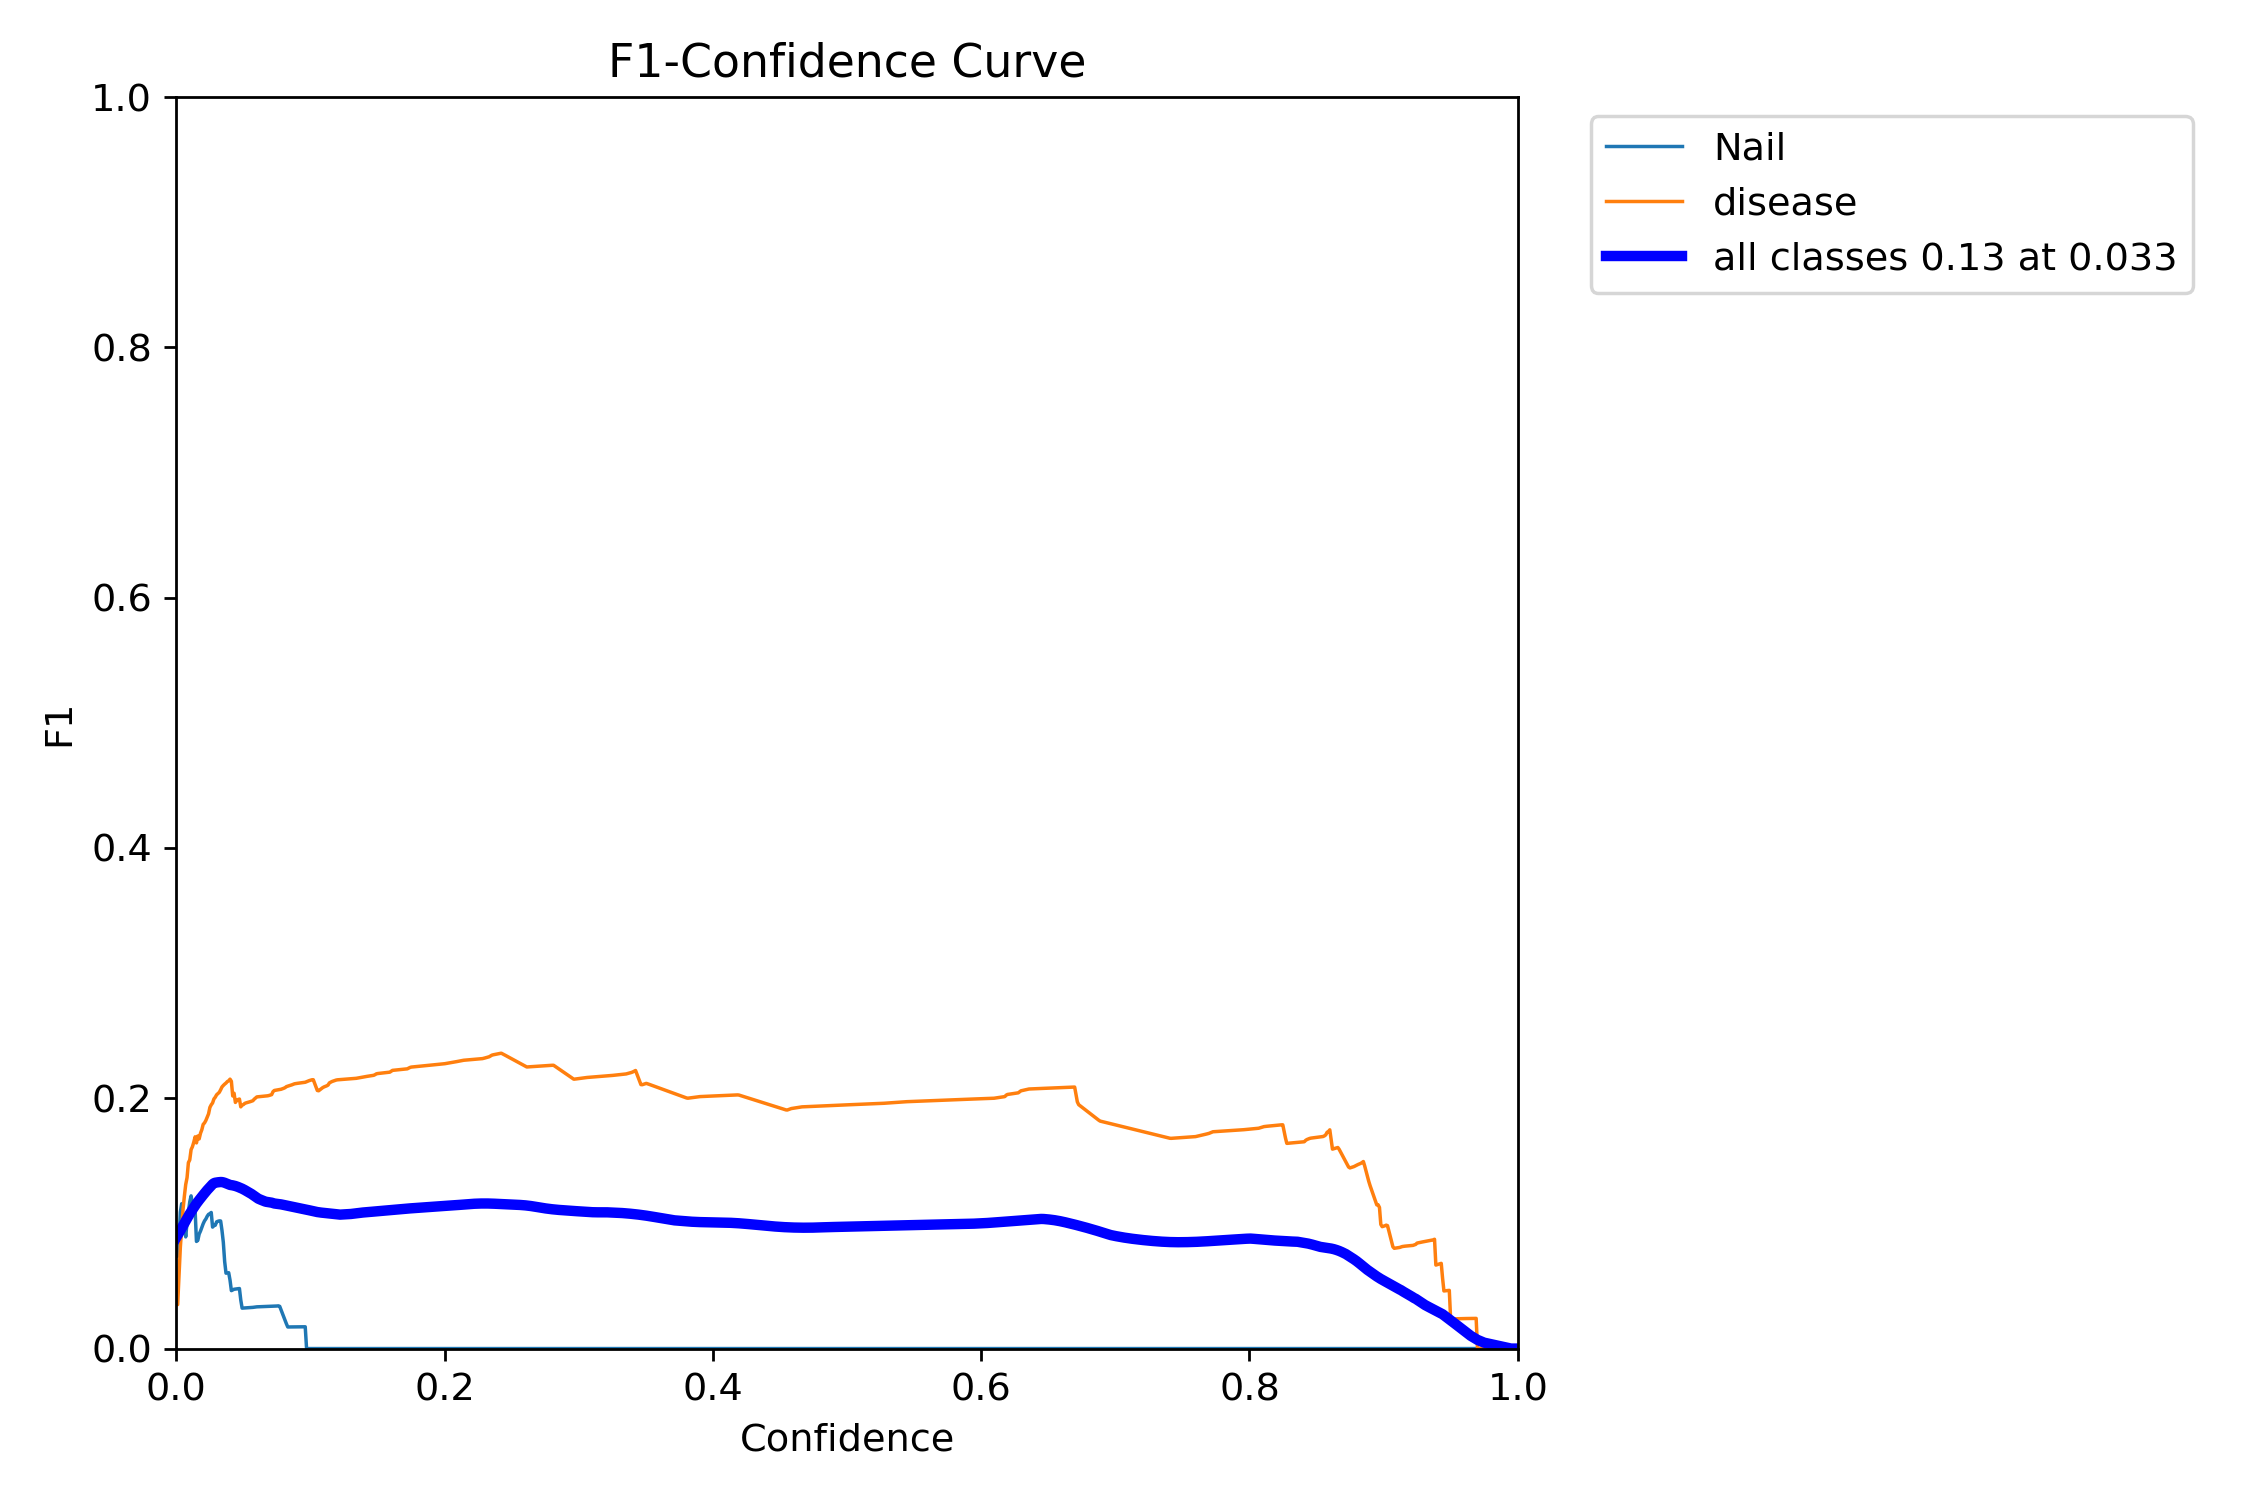 F1-Confidence Curve
1.0
0.8
0.6
0.4
0.2
0.0
F1
0.0 0.2 0.4 0.6 0.8 1.0
Confidence
Nail
disease
all classes 0.13 at 0.033